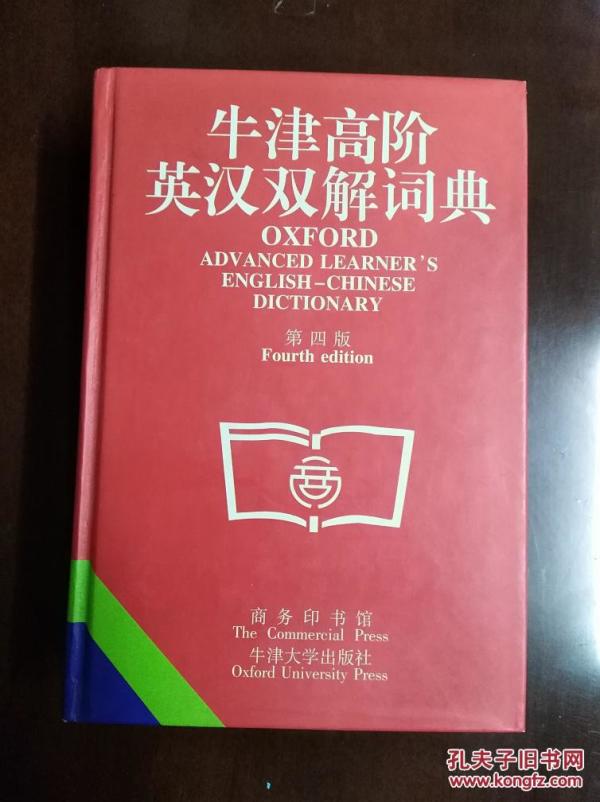 牛津高阶
英汉双解词典
OXFORD
ADVANCED LEARNER'S
ENGLISH-CHINESE
DICTIONARY
第四版
Fourth edition
商
商务印书馆
The Commercial Press
牛津大学出版社
Oxford University Press
孔夫子旧书网
www.kongfz.com